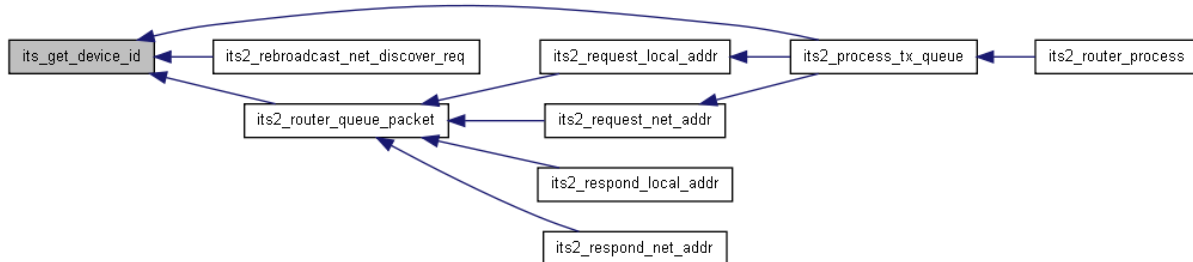 its_get_device_id
its2_rebroadcast_net_discover_req
its2_request_local_addr
its2_process_tx_queue
its2_router_process
its2_router_queue_packet
its2_request_net_addr
its2_respond_local_addr
its2_respond_net_addr